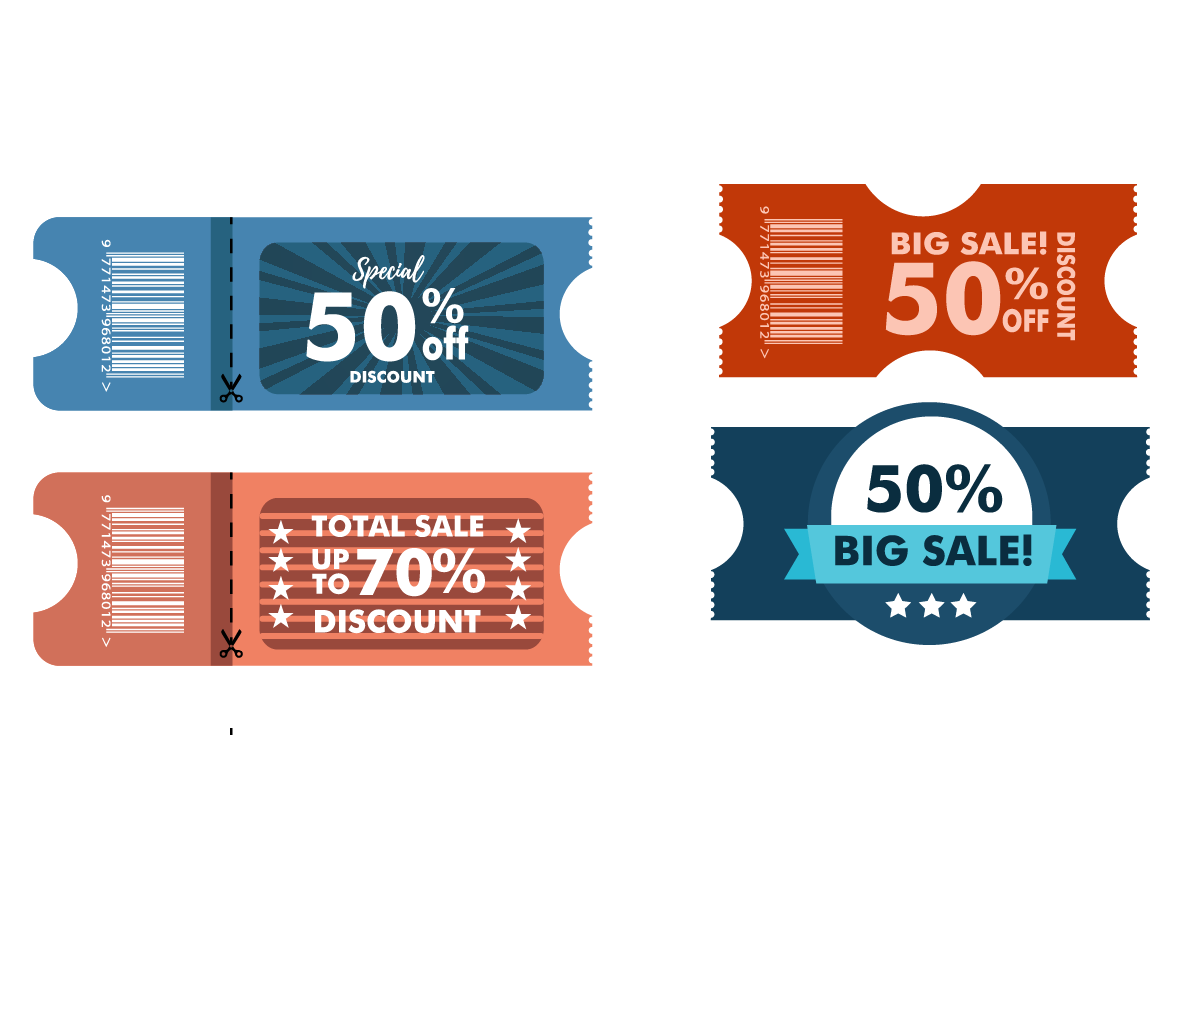 9 771473 968012 >
Special
50%
off
DISCOUNT
9 771473 968012 >
TOTAL SALE
UP TO 70%
DISCOUNT
9 771473 968012 >
BIG SALE!
50% OFF
DISCOUNT
50%
BIG SALE!